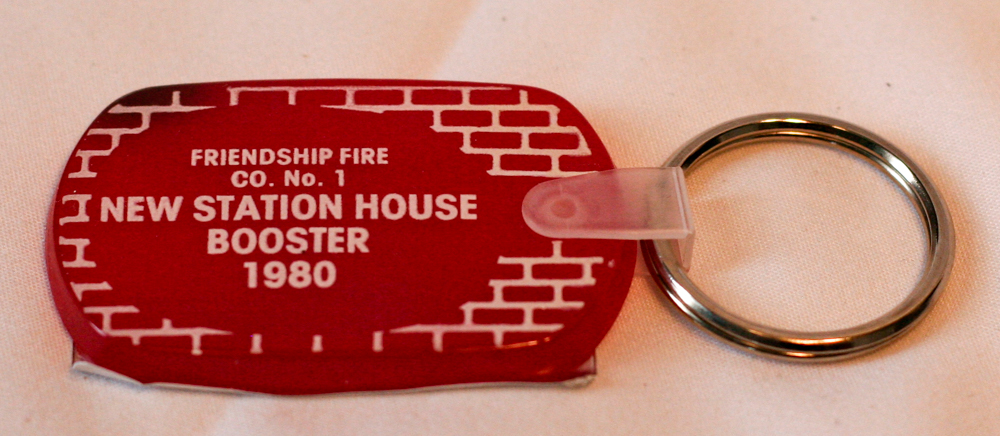 FRIENDSHIP FIRE
CO. No. 1
NEW STATION HOUSE
BOOSTER
1980